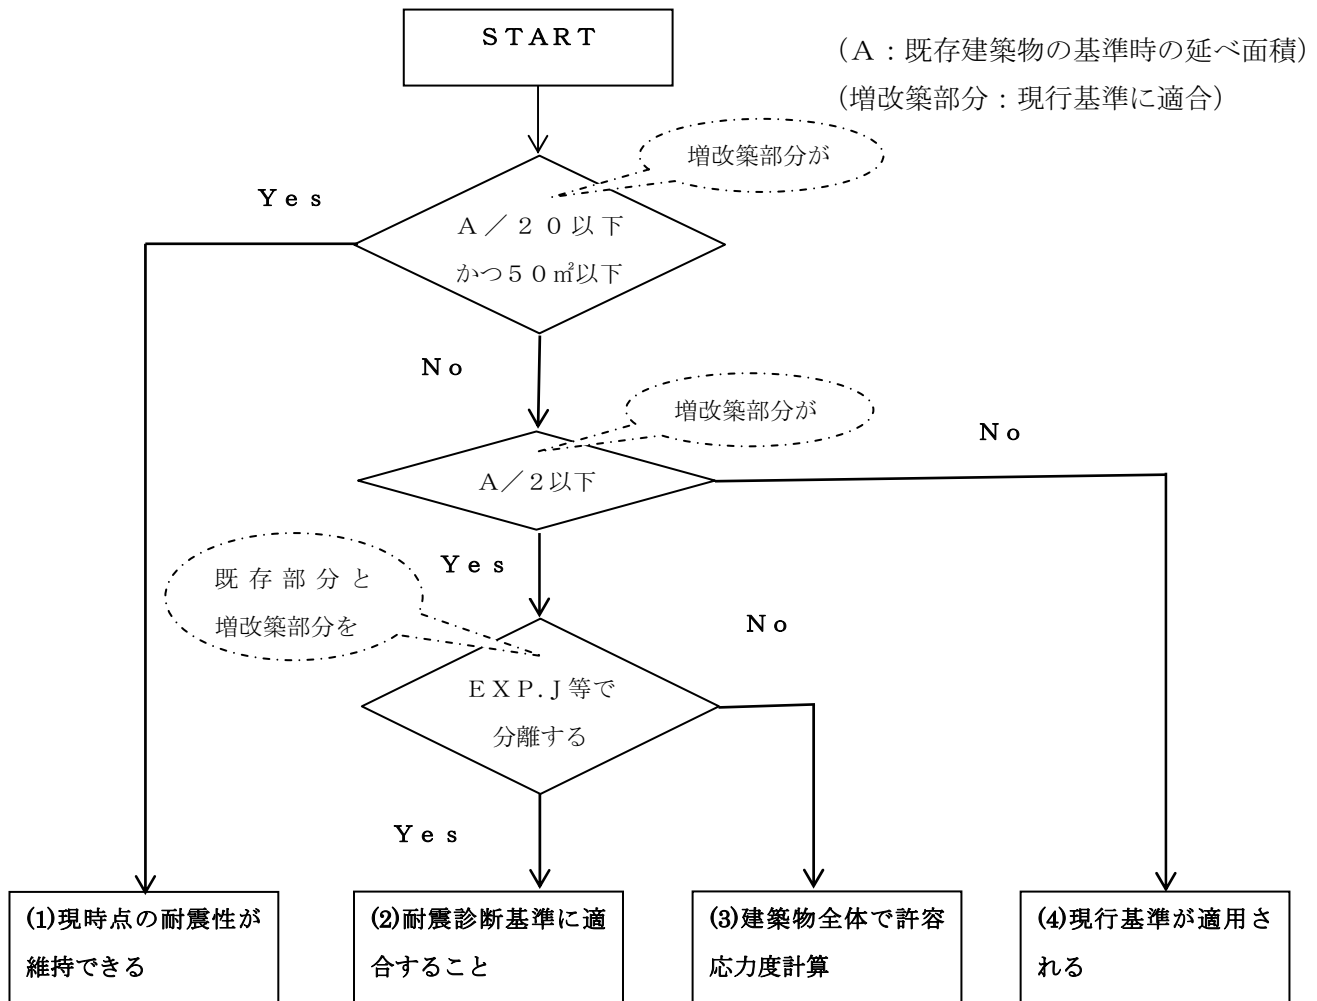 ＳＴＡＲＴ
（Ａ：既存建築物の基準時の延べ面積）
（増改築部分：現行基準に適合）
増改築部分が
Ｙｅｓ
Ａ／２０以下
かつ５０㎡以下
Ｎｏ
増改築部分が
Ｎｏ
Ａ／２以下
Ｙｅｓ
既存部分と
増改築部分を
Ｎｏ
ＥＸＰ.Ｊ等で
分離する
Ｙｅｓ
(1)現時点の耐震性が
維持できる
(2)耐震診断基準に適
合すること
(3)建築物全体で許容
応力度計算
(4)現行基準が適用さ
れる